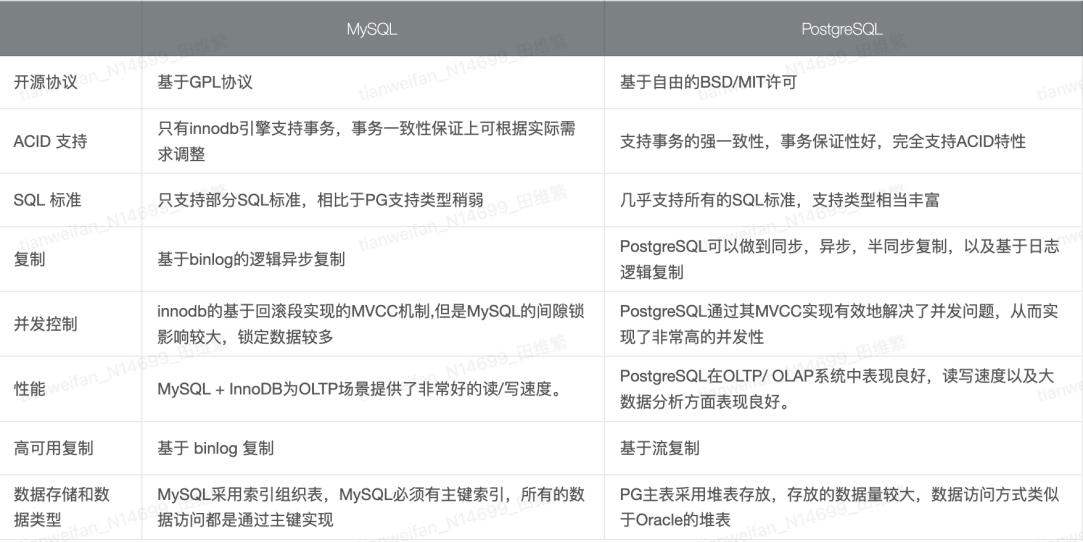 MySQL PostgreSQL
开源协议 基于GPL协议 基于自由的BSD/MIT许可
ACID 支持 只有innodb引擎支持事务，事务一致性保证上可根据实际需
求调整 支持事务的强一致性，事务保证性好，完全支持ACID特性
SQL 标准 只支持部分SQL标准，相比于PG支持类型稍弱 几乎支持所有的SQL标准，支持类型相当丰富
复制 基于binlog的逻辑异步复制 PostgreSQL可以做到同步，异步，半同步复制，以及基于日志
逻辑复制
并发控制 innodb的基于回滚段实现的MVCC机制,但是MySQL的间隙锁
影响较大，锁定数据较多 PostgreSQL通过其MVCC实现有效地解决了并发问题，从而实
现了非常高的并发性
性能 MySQL + InnoDB为OLTP场景提供了非常好的读/写速度。 PostgreSQL在OLTP/ OLAP系统中表现良好，读写速度以及大
数据分析方面表现良好。
高可用复制 基于 binlog 复制 基于流复制
数据存储和数
据类型 MySQL采用索引组织表，MySQL必须有主键索引，所有的数
据访问都是通过主键实现 PG主表采用堆表存放，存放的数据量较大，数据访问方式类似
于Oracle的堆表
tianweifan_N14699_田维繁